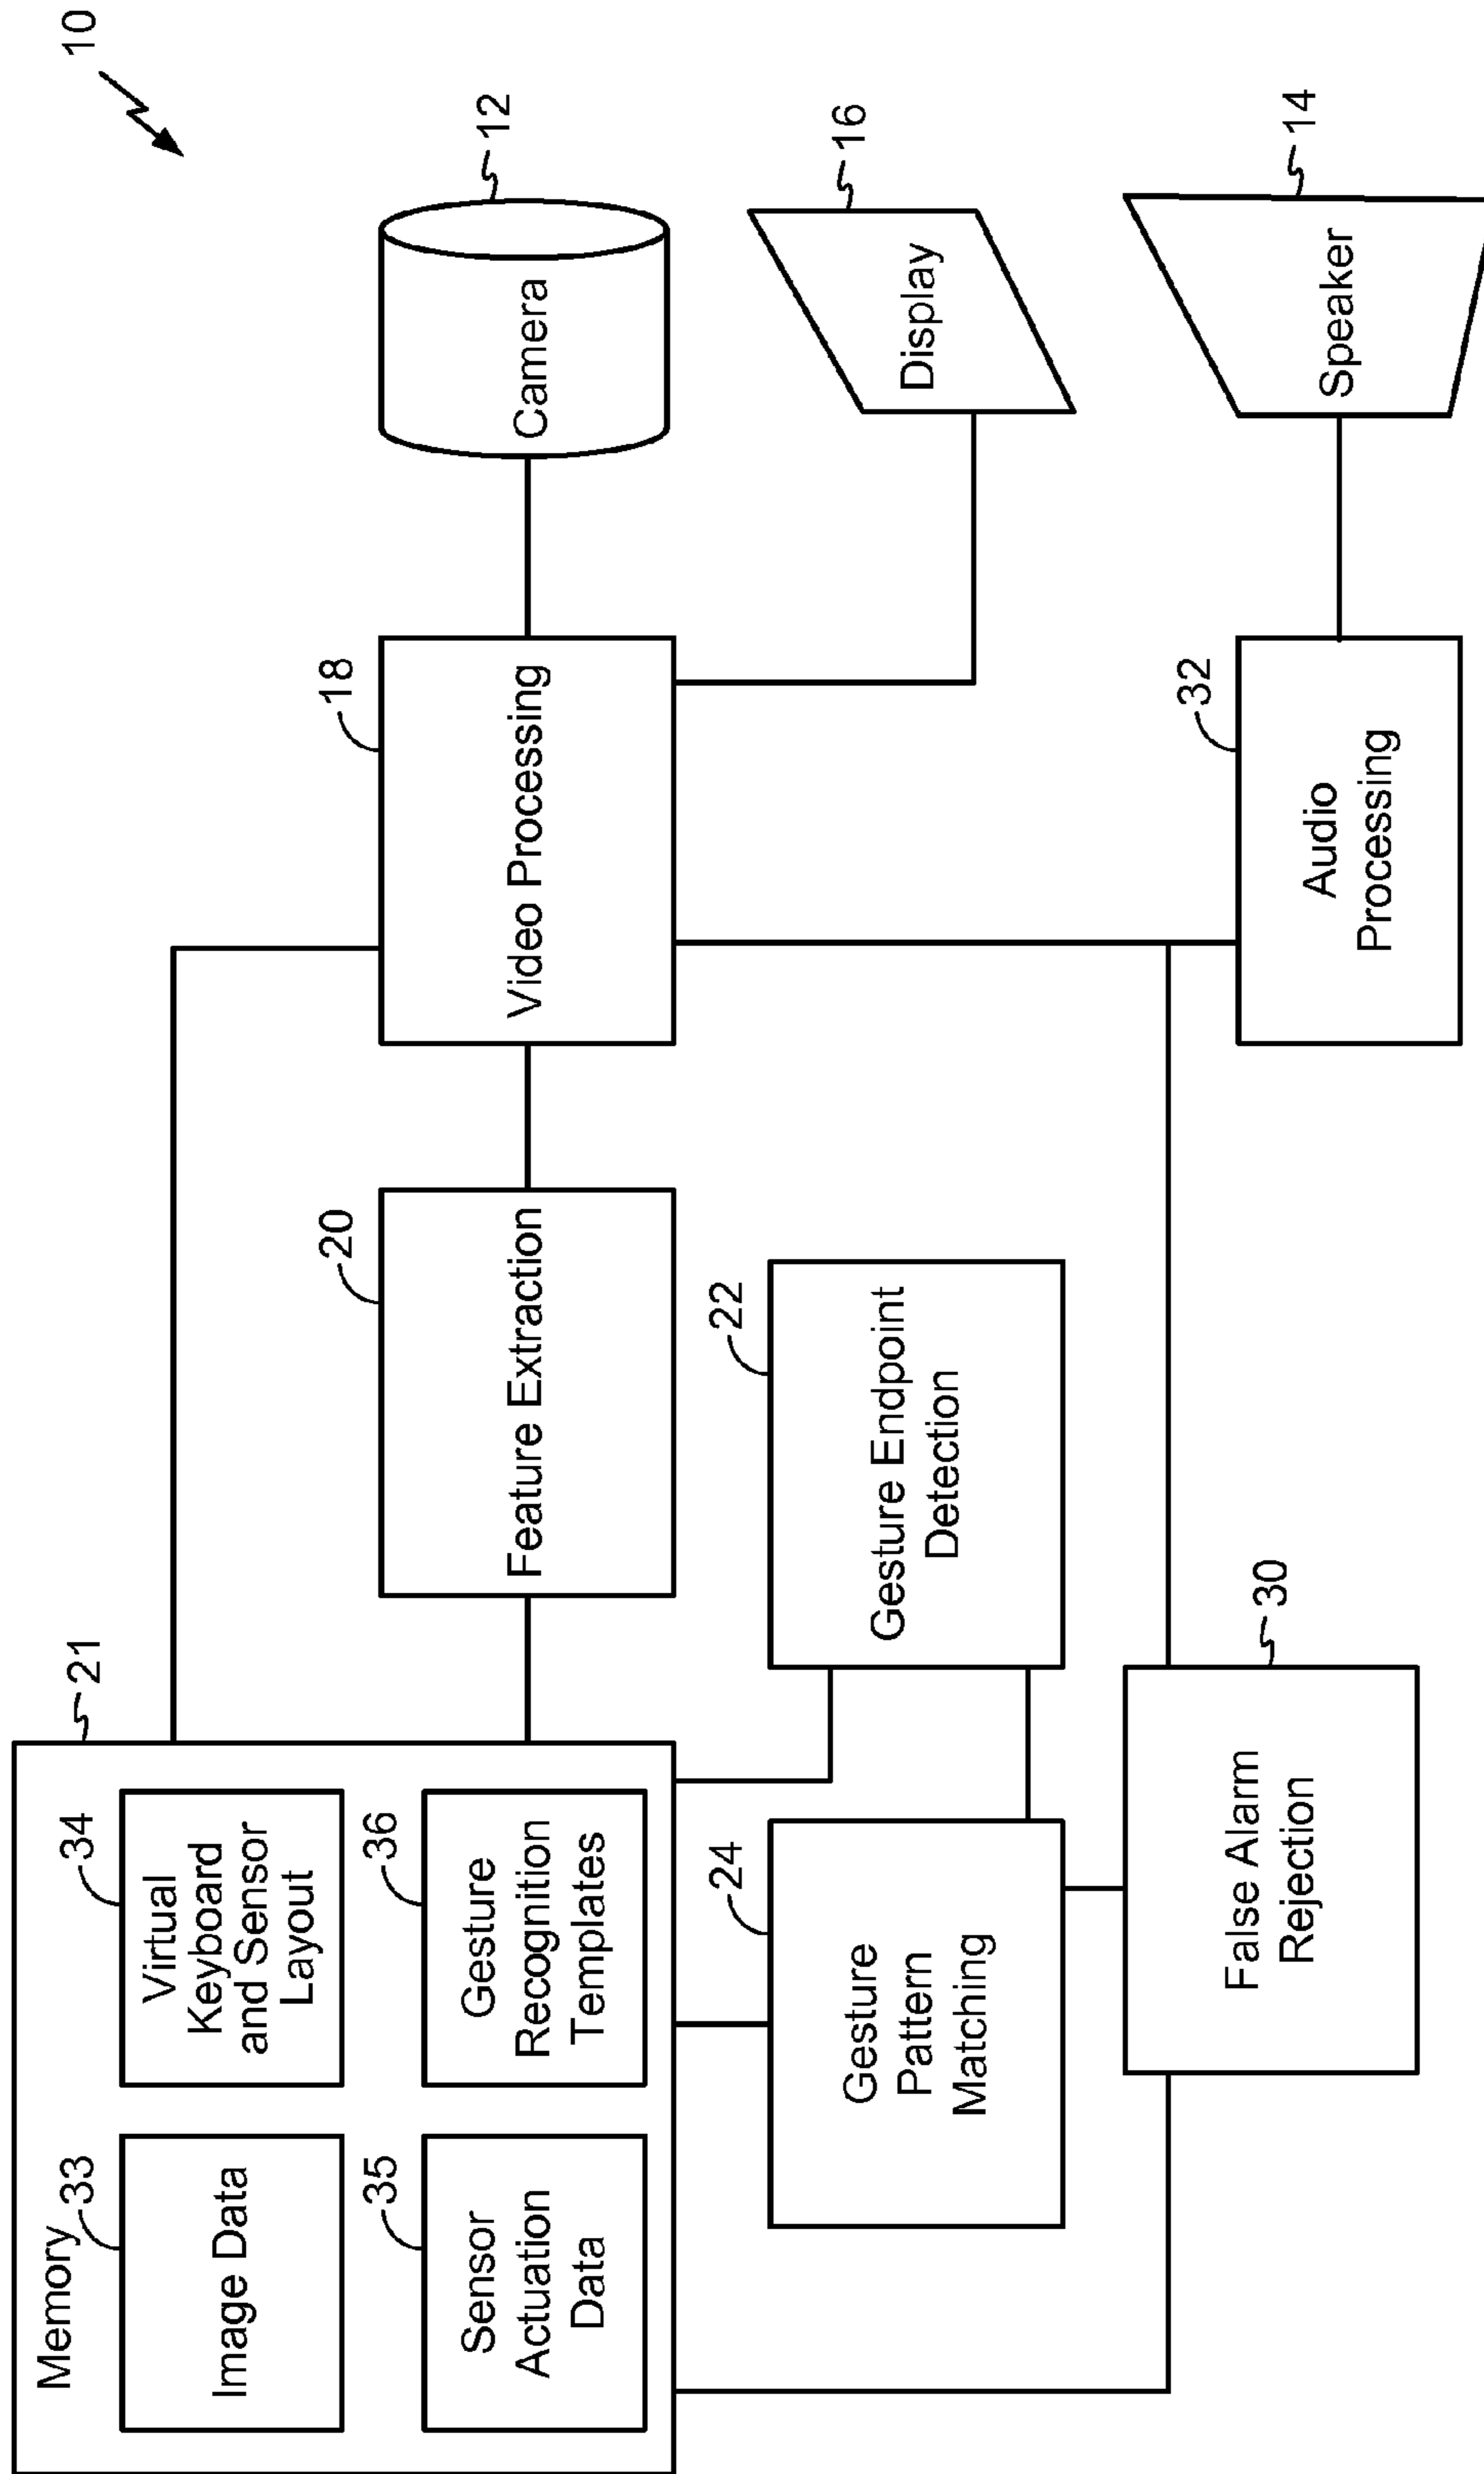 10
Memory
21
33
Image Data
34
Virtual
Keyboard
and Sensor
Layout
35
Sensor
Actuation
Data
36
Gesture
Recognition
Templates
20
Feature Extraction
18
Video Processing
12
Camera
16
Display
24
Gesture
Pattern
Matching
22
Gesture Endpoint
Detection
30
False Alarm
Rejection
32
Audio
Processing
14
Speaker